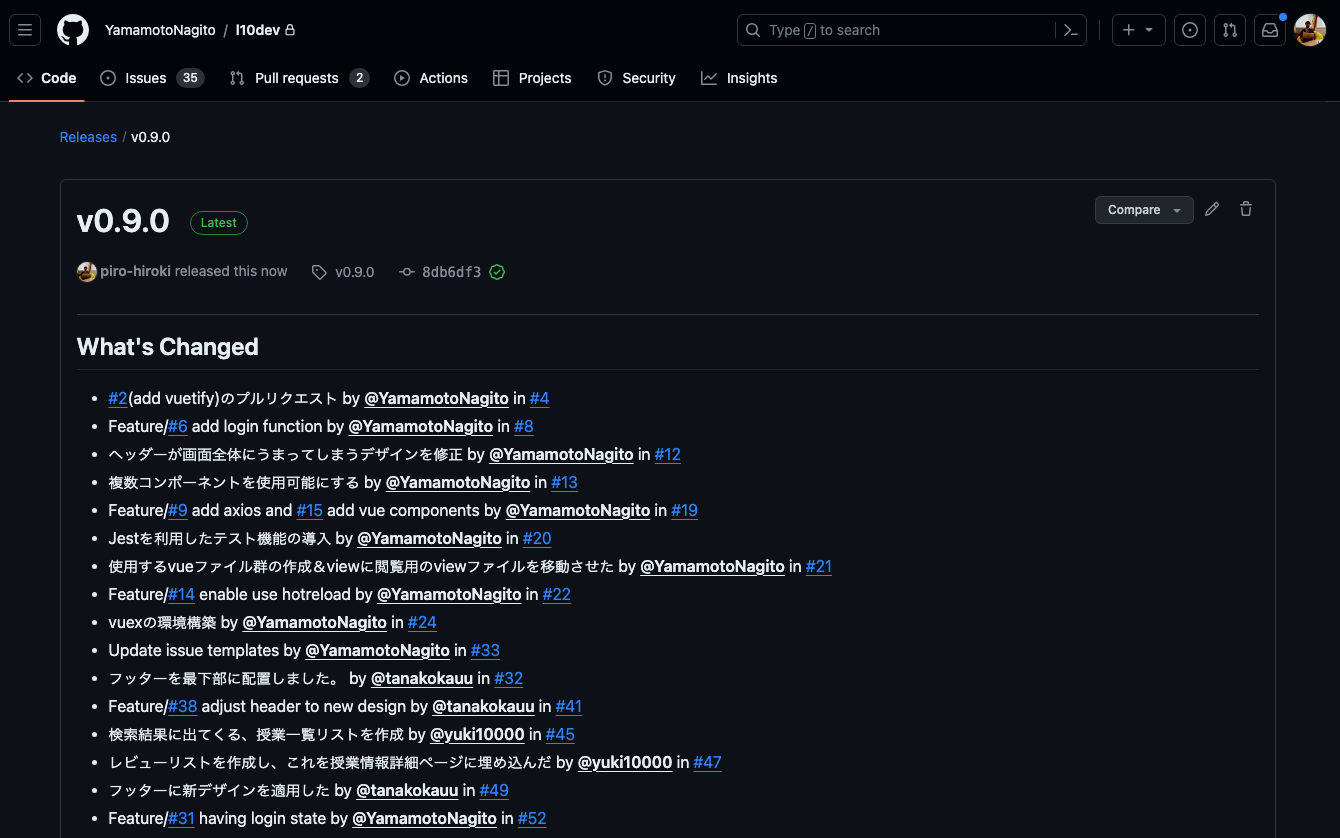 YamamotoNagito / l10dev
Type / to search
Code Issues 35 Pull requests 2 Actions Projects Security Insights
Releases / v0.9.0
v0.9.0 Latest
Compare
piro-hiroki released this now v0.9.0 8db6df3
What's Changed
#2(add vuetify)のプルリクエスト by @YamamotoNagito in #4
Feature/#6 add login function by @YamamotoNagito in #8
ヘッダーが画面全体にうまってしまうデザインを修正 by @YamamotoNagito in #12
複数コンポーネントを使用可能にする by @YamamotoNagito in #13
Feature/#9 add axios and #15 add vue components by @YamamotoNagito in #19
Jestを利用したテスト機能の導入 by @YamamotoNagito in #20
使用するvueファイル群の作成＆viewに閲覧用のviewファイルを移動させた by @YamamotoNagito in #21
Feature/#14 enable use hotreload by @YamamotoNagito in #22
vuexの環境構築 by @YamamotoNagito in #24
Update issue templates by @YamamotoNagito in #33
フッターを最下部に配置しました。 by @tanakokauu in #32
Feature/#38 adjust header to new design by @tanakokauu in #41
検索結果に出てくる、授業一覧リストを作成 by @yuki10000 in #45
レビューリストを作成し、これを授業情報詳細ページに埋め込んだ by @yuki10000 in #47
フッターに新デザインを適用した by @tanakokauu in #49
Feature/#31 having login state by @YamamotoNagito in #52